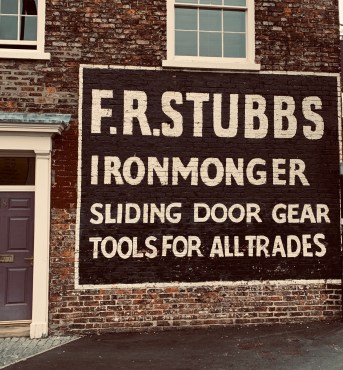 F.R.STUBBS
IRONMONGER
SLIDING DOOR GEAR
TOOLS FOR ALL TRADES